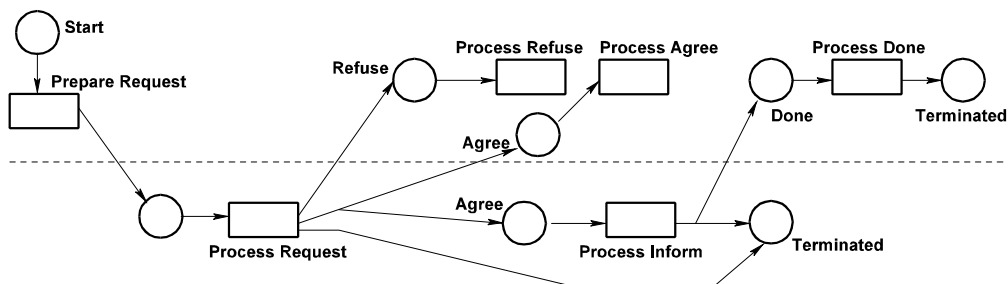 Start
Process Refuse
Process Agree
Process Done
Refuse
Prepare Request
Done
Terminated
Agree
Agree
Process Request
Process Inform
Terminated